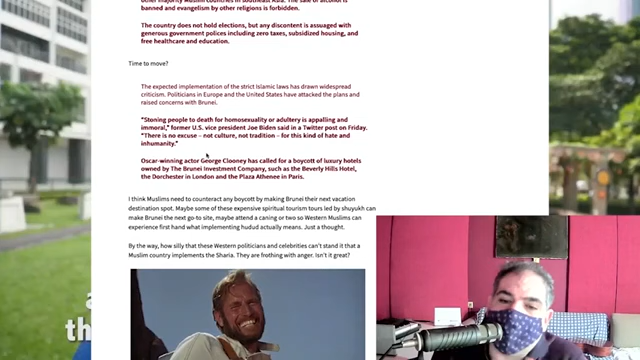 other majority Muslim countries in Southeast Asia. The sale of alcohol is
banned and evangelism by other religions is forbidden.
The country does not hold elections, but any discontent is assuaged with
generous government polices including zero taxes, subsidized housing, and
free healthcare and education.
Time to move?
The expected implementation of the strict Islamic laws has drawn widespread
criticism. Politicians in Europe and the United States have attacked the plans and
raised concerns with Brunei.
“Stoning people to death for homosexuality or adultery is appalling and
immoral,” former U.S. vice president Joe Biden said in a Twitter post on Friday.
“There is no excuse – not culture, not tradition – for this kind of hate and
inhumanity.”
Oscar-winning actor George Clooney has called for a boycott of luxury hotels
owned by The Brunei Investment Company, such as the Beverly Hills Hotel,
the Dorchester in London and the Plaza Athenee in Paris.
I think Muslims need to counteract any boycott by making Brunei their next vacation
destination spot. Maybe some of these expensive spiritual tourism tours led by shuyukh can
make Brunei the next go-to site, maybe attend a caning or two so Western Muslims can
experience first hand what implementing hudud actually means. Just a thought.
By the way, how silly that these Western politicians and celebrities can’t stand it that a
Muslim country implements the Sharia. They are frothing with anger. Isn’t it great?